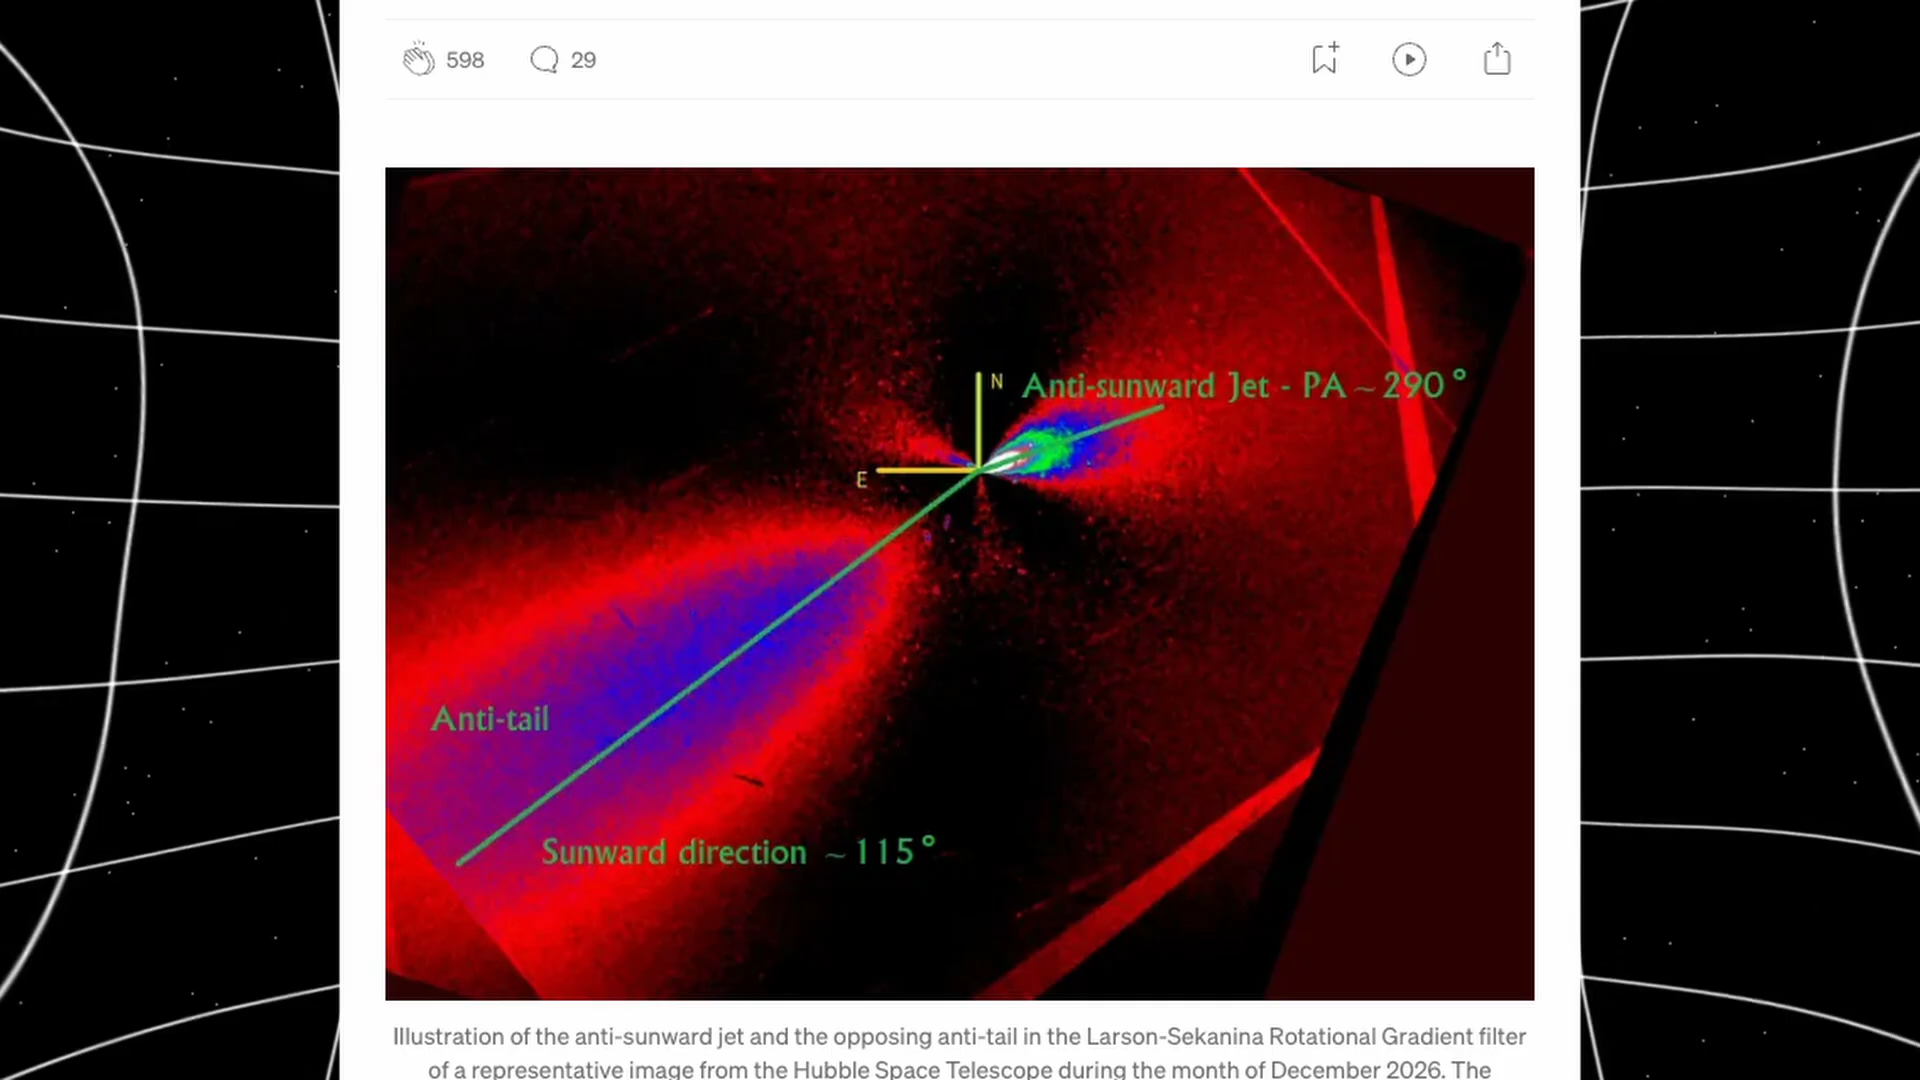 598 29
N
Anti-sunward Jet - PA ~ 290°
E
Anti-tail
Sunward direction ~ 115°
Illustration of the anti-sunward jet and the opposing anti-tail in the Larson-Sekanina Rotational Gradient filter
of a representative image from the Hubble Space Telescope during the month of December 2026. The